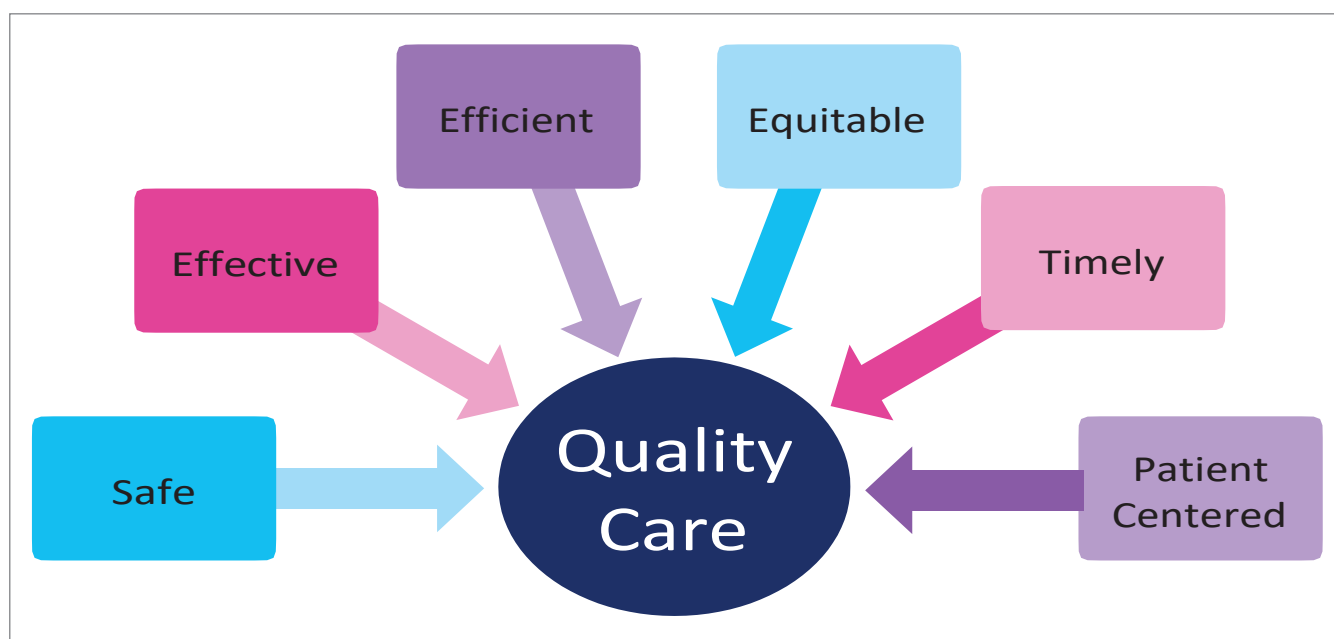 Efficient
Equitable
Effective
Timely
Safe
Quality
Care
Patient
Centered